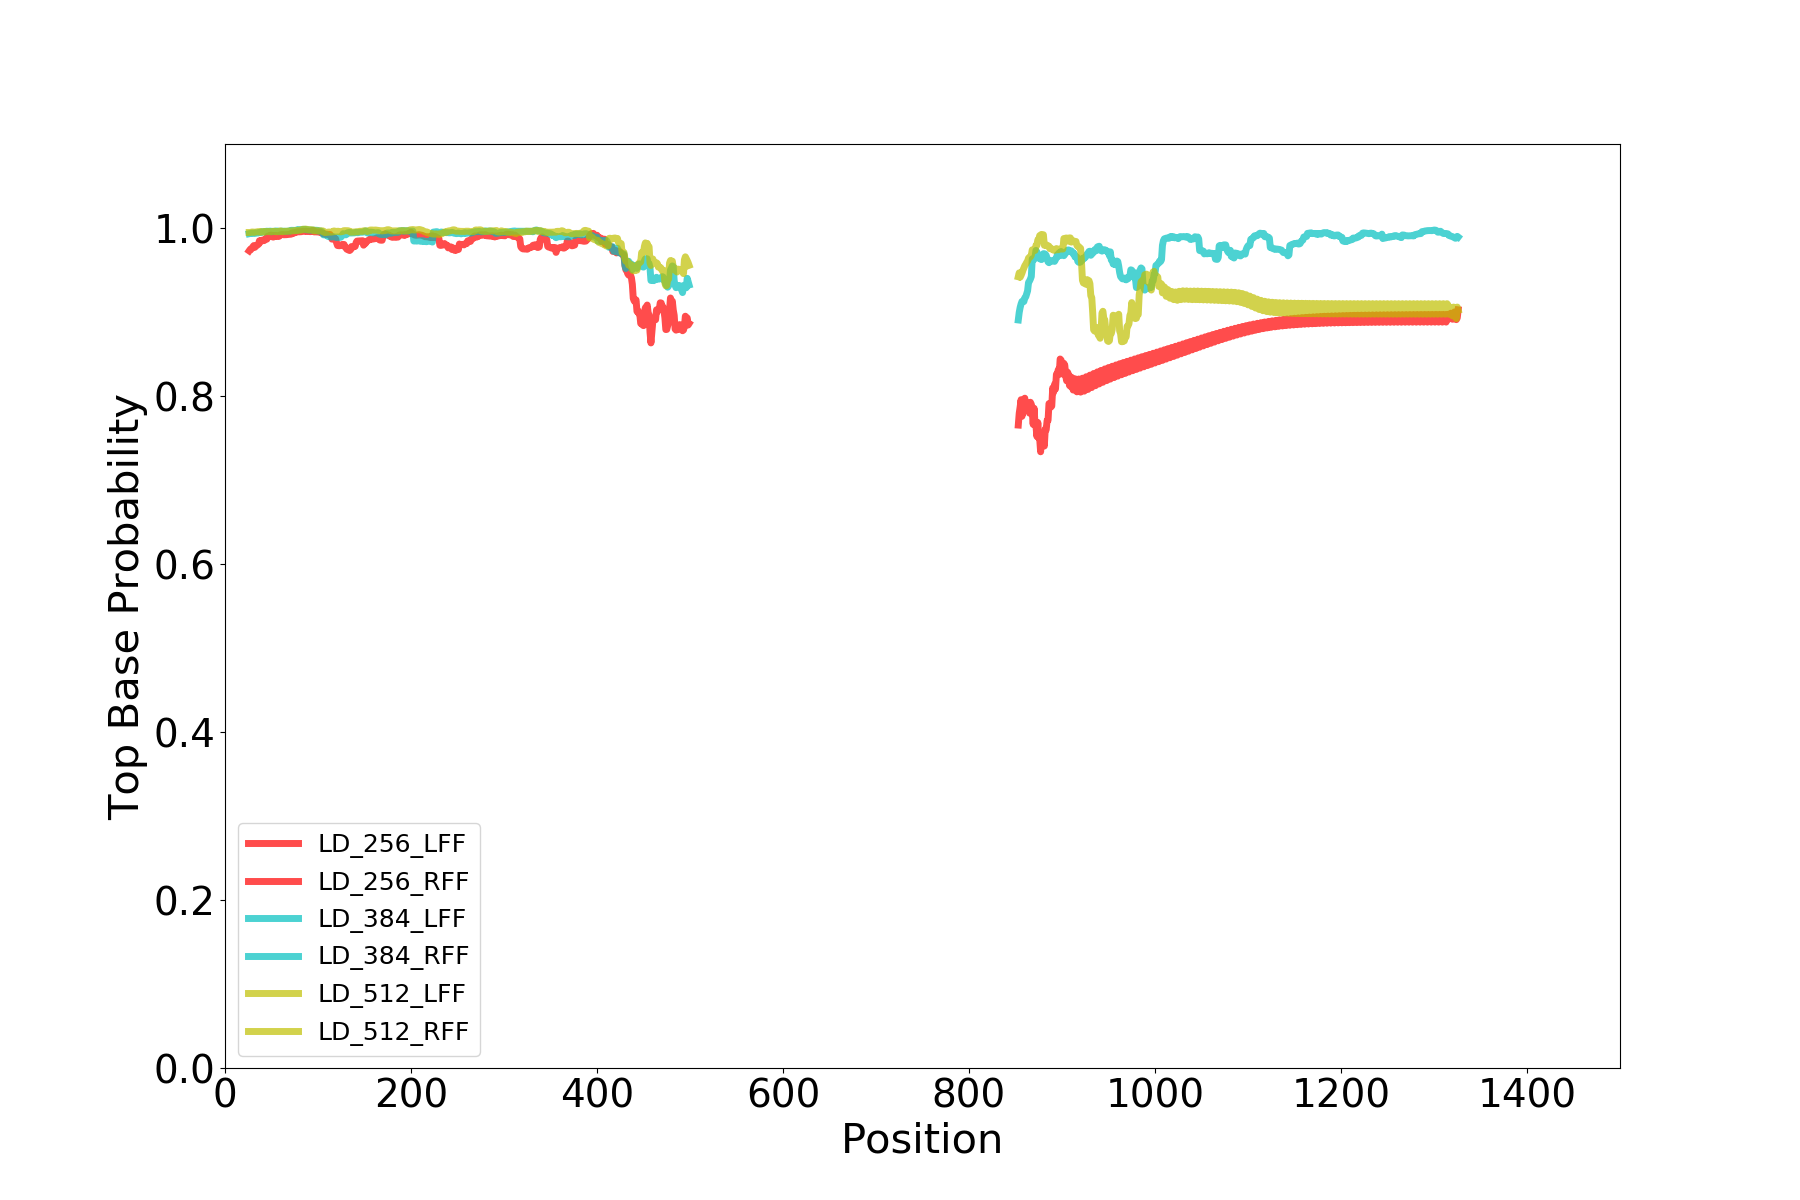 1.0
0.8
0.6
0.4
0.2
0.0
Top Base Probability
LD_256_LFF
LD_256_RFF
LD_384_LFF
LD_384_RFF
LD_512_LFF
LD_512_RFF
0 200 400 600 800 1000 1200 1400
Position